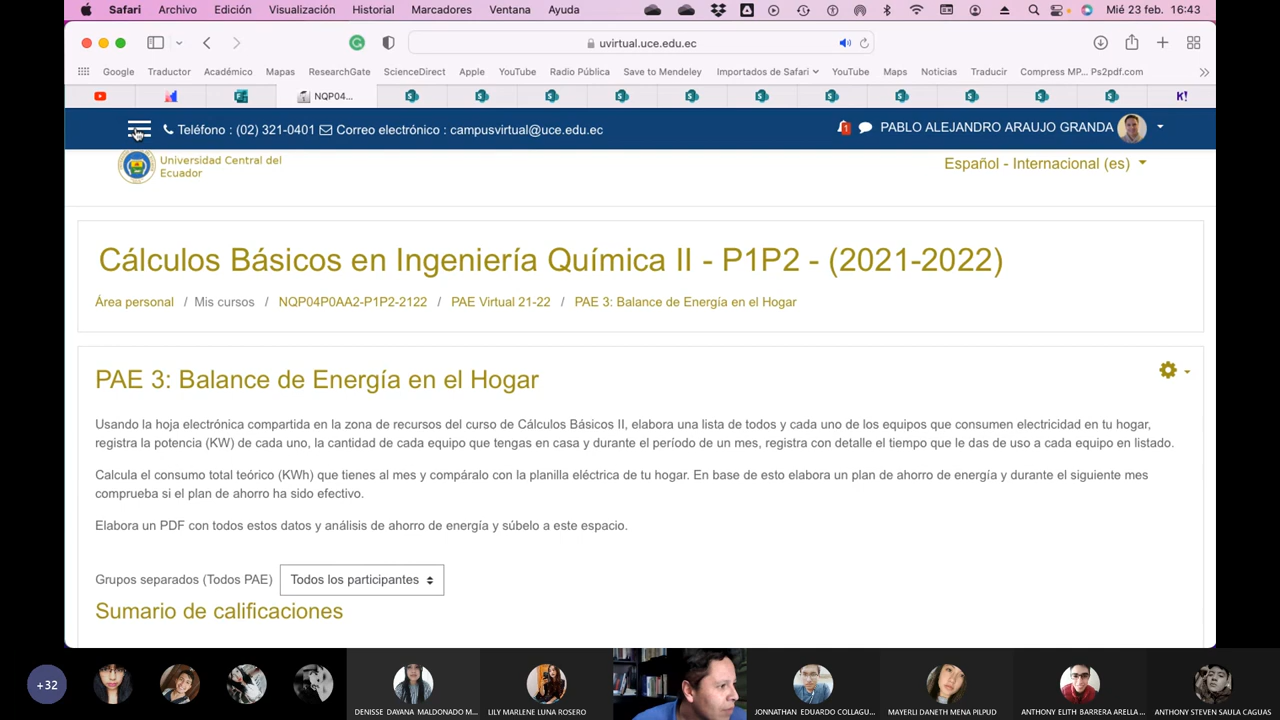 Safari Archivo Edición Visualización Historial Marcadores Ventana Ayuda Mié 23 feb. 16:43
uvirtual.uce.edu.ec
Google Traductor Académico Mapas ResearchGate ScienceDirect Apple YouTube Radio Pública Save to Mendeley Importados de Safari YouTube Maps Noticias Traducir Compress MP... Ps2pdf.com
NQP04... K!
Teléfono : (02) 321-0401 Correo electrónico : campusvirtual@uce.edu.ec 1 PABLO ALEJANDRO ARAUJO GRANDA
Universidad Central del
Ecuador
Español - Internacional (es)
Cálculos Básicos en Ingeniería Química II - P1P2 - (2021-2022)
Área personal / Mis cursos / NQP04P0AA2-P1P2-2122 / PAE Virtual 21-22 / PAE 3: Balance de Energía en el Hogar
PAE 3: Balance de Energía en el Hogar
Usando la hoja electrónica compartida en la zona de recursos del curso de Cálculos Básicos II, elabora una lista de todos y cada uno de los equipos que consumen electricidad en tu hogar,
registra la potencia (KW) de cada uno, la cantidad de cada equipo que tengas en casa y durante el período de un mes, registra con detalle el tiempo que le das de uso a cada equipo en listado.
Calcula el consumo total teórico (KWh) que tienes al mes y compáralo con la planilla eléctrica de tu hogar. En base de esto elabora un plan de ahorro de energía y durante el siguiente mes
comprueba si el plan de ahorro ha sido efectivo.
Elabora un PDF con todos estos datos y análisis de ahorro de energía y súbelo a este espacio.
Grupos separados (Todos PAE) Todos los participantes
Sumario de calificaciones
+32
DENISSE DAYANA MALDONADO M... LILY MARLENE LUNA ROSERO JONNATHAN EDUARDO COLLAGU... MAYERLI DANETH MENA PILPUD ANTHONY ELITH BARRERA ARELLA... ANTHONY STEVEN SAULA CAGUAS